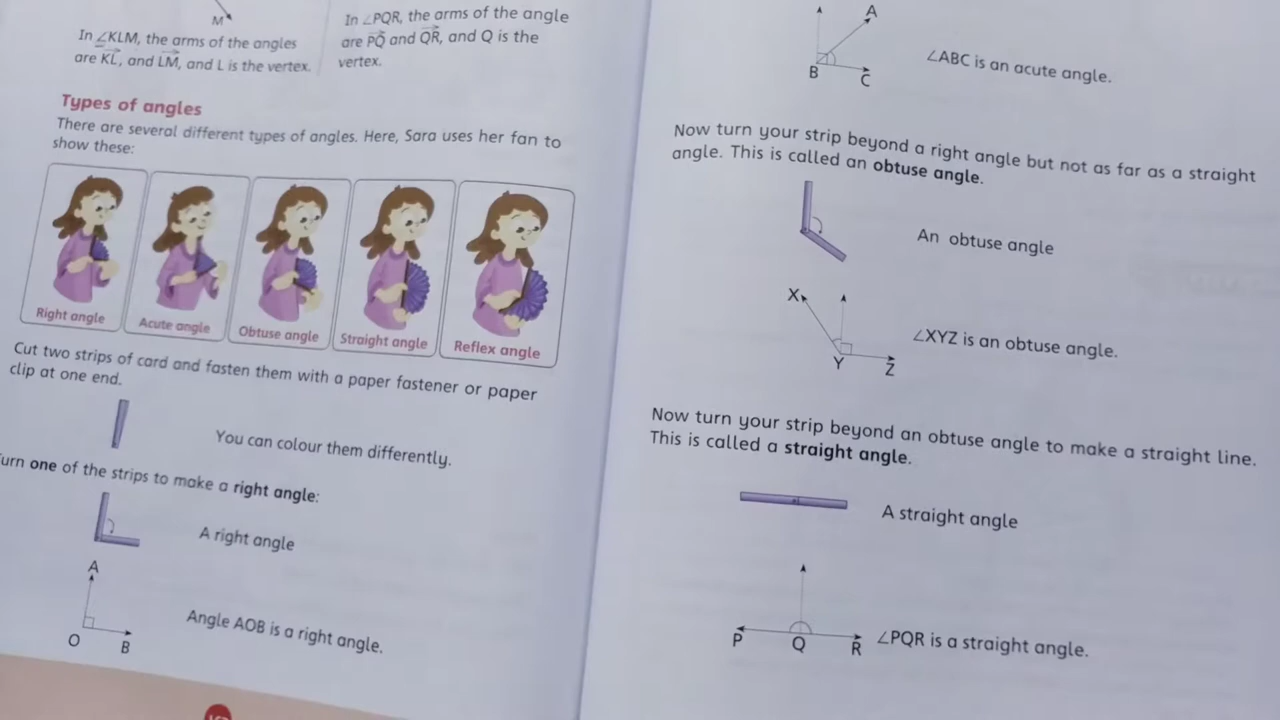 M
In ∠KLM, the arms of the angles
are KL, and LM, and L is the vertex.
In ∠PQR, the arms of the angle
are PQ and QR, and Q is the
vertex.
Types of angles
There are several different types of angles. Here, Sara uses her fan to
show these:
Right angle
Acute angle
Obtuse angle
Straight angle
Reflex angle
Cut two strips of card and fasten them with a paper fastener or paper
clip at one end.
You can colour them differently.
urn one of the strips to make a right angle:
A right angle
A
O
B
Angle AOB is a right angle.
A
B
C
∠ABC is an acute angle.
Now turn your strip beyond a right angle but not as far as a straight
angle. This is called an obtuse angle.
An obtuse angle
X
Y
Z
∠XYZ is an obtuse angle.
Now turn your strip beyond an obtuse angle to make a straight line.
This is called a straight angle.
A straight angle
P
Q
R
∠PQR is a straight angle.